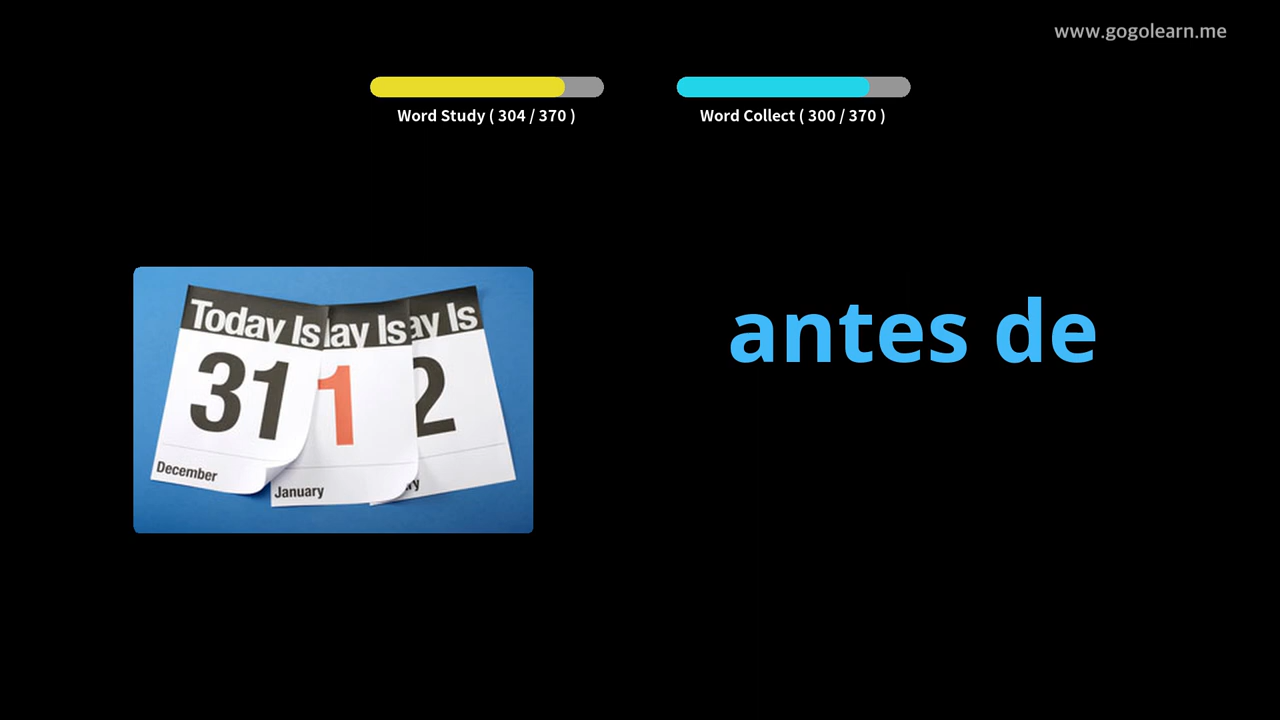 www.gogolearn.me
Word Study ( 304 / 370 )
Word Collect ( 300 / 370 )
Today Is
ay Is
ay Is
31
1
2
December
January
ry
antes de